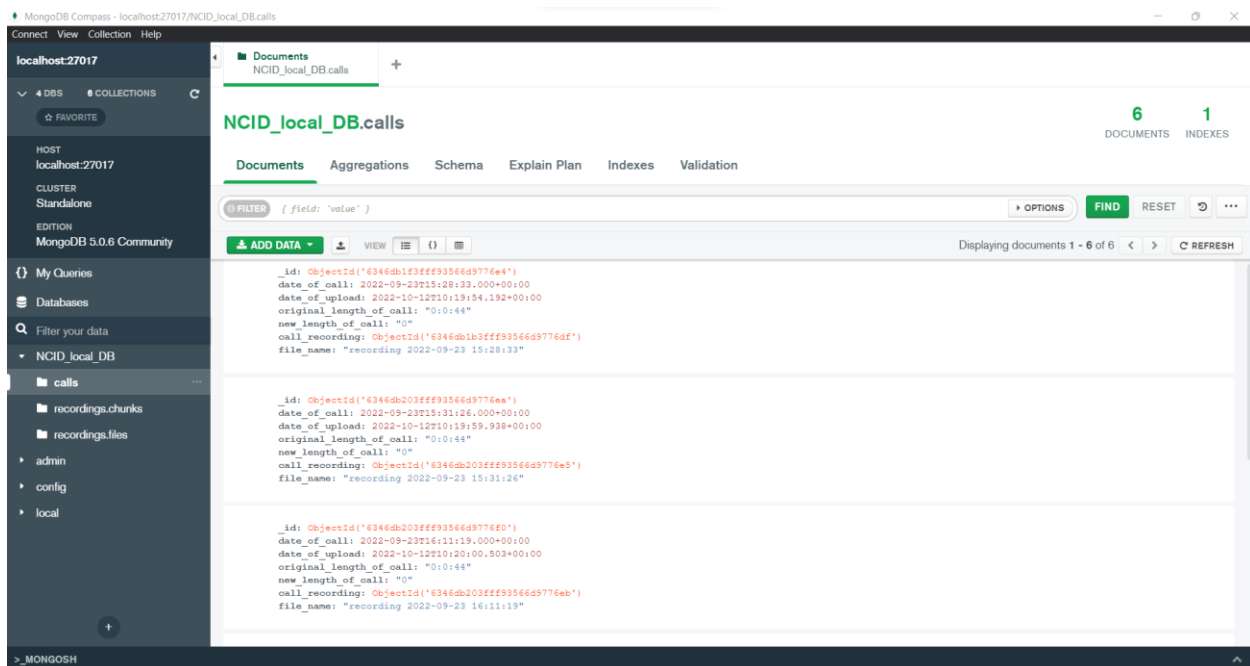 MongoDB Compass - localhost:27017/NCID_local_DB.calls
Connect View Collection Help
localhost:27017
4 DBS 6 COLLECTIONS
FAVORITE
HOST
localhost:27017
CLUSTER
Standalone
EDITION
MongoDB 5.0.6 Community
{} My Queries
Databases
Filter your data
NCID_local_DB
calls
recordings.chunks
recordings.files
admin
config
local
+
>_MONGOSH
Documents
NCID_local_DB.calls
+
NCID_local_DB.calls
6 DOCUMENTS
1 INDEXES
Documents Aggregations Schema Explain Plan Indexes Validation
FILTER { field: 'value' } OPTIONS FIND RESET ...
ADD DATA VIEW {} Displaying documents 1 - 6 of 6 < > REFRESH
_id: ObjectId('6346db1f3fff93566d9776e4')
date_of_call: 2022-09-23T15:28:33.000+00:00
date_of_upload: 2022-10-12T10:19:54.192+00:00
original_length_of_call: "0:0:44"
new_length_of_call: "0"
call_recording: ObjectId('6346db1b3fff93566d9776df')
file_name: "recording 2022-09-23 15:28:33"
_id: ObjectId('6346db203fff93566d9776ea')
date_of_call: 2022-09-23T15:31:26.000+00:00
date_of_upload: 2022-10-12T10:19:59.938+00:00
original_length_of_call: "0:0:44"
new_length_of_call: "0"
call_recording: ObjectId('6346db203fff93566d9776e5')
file_name: "recording 2022-09-23 15:31:26"
_id: ObjectId('6346db203fff93566d9776f0')
date_of_call: 2022-09-23T16:11:19.000+00:00
date_of_upload: 2022-10-12T10:20:00.503+00:00
original_length_of_call: "0:0:44"
new_length_of_call: "0"
call_recording: ObjectId('6346db203fff93566d9776eb')
file_name: "recording 2022-09-23 16:11:19"